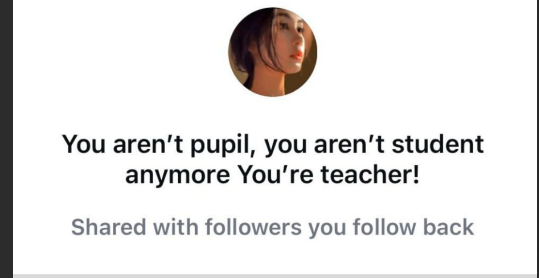 You aren't pupil, you aren't student
anymore You're teacher!
Shared with followers you follow back